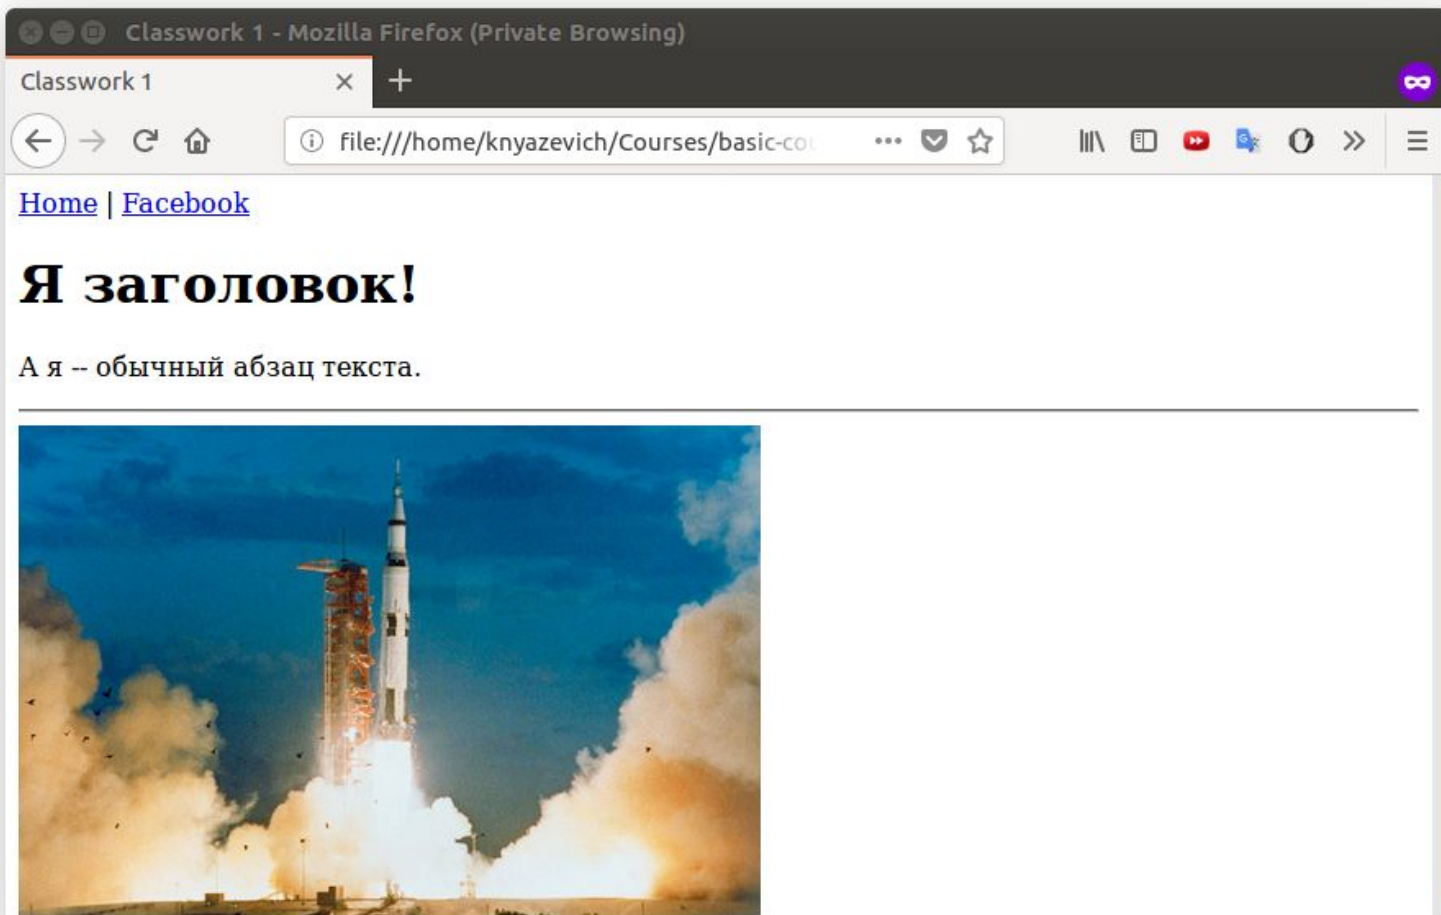 Classwork 1 - Mozilla Firefox (Private Browsing)
Classwork 1
file:///home/knyazevich/Courses/basic-co
Home | Facebook
Я заголовок!
А я -- обычный абзац текста.